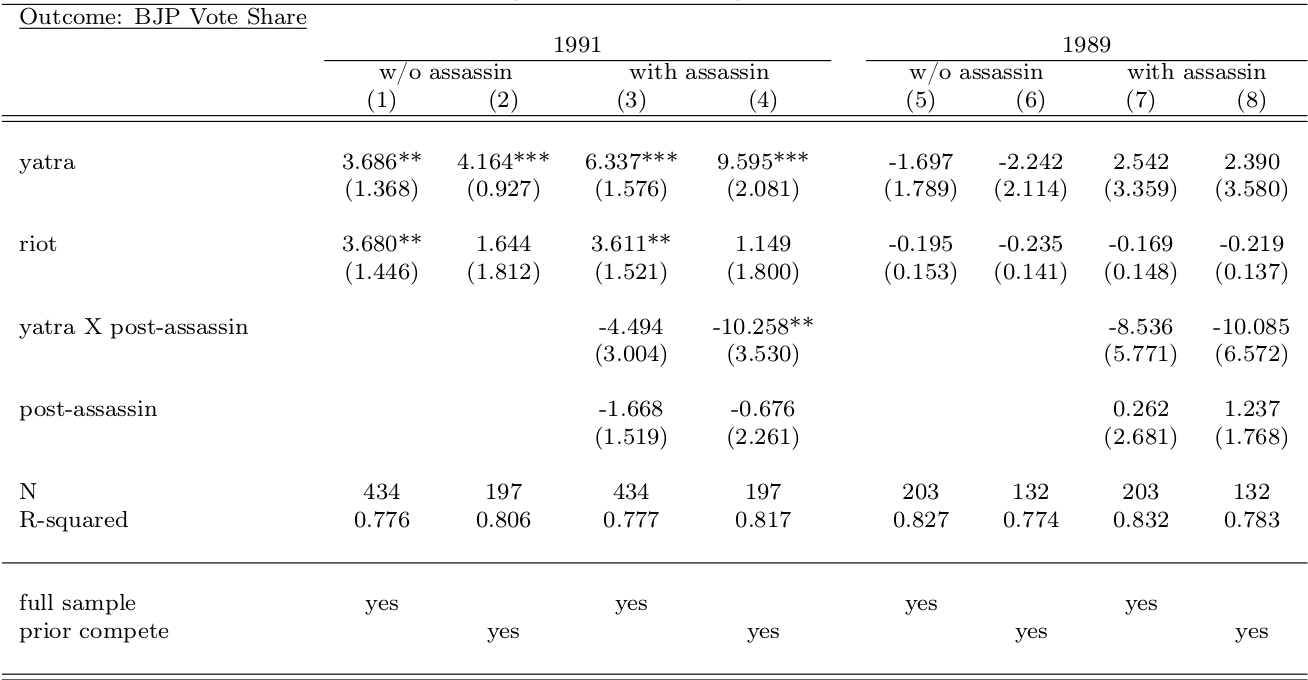 Outcome: BJP Vote Share
1991 1989
w/o assassin with assassin w/o assassin with assassin
(1) (2) (3) (4) (5) (6) (7) (8)
yatra 3.686** 4.164*** 6.337*** 9.595*** -1.697 -2.242 2.542 2.390
(1.368) (0.927) (1.576) (2.081) (1.789) (2.114) (3.359) (3.580)
riot 3.680** 1.644 3.611** 1.149 -0.195 -0.235 -0.169 -0.219
(1.446) (1.812) (1.521) (1.800) (0.153) (0.141) (0.148) (0.137)
yatra X post-assassin -4.494 -10.258** -8.536 -10.085
(3.004) (3.530) (5.771) (6.572)
post-assassin -1.668 -0.676 0.262 1.237
(1.519) (2.261) (2.681) (1.768)
N 434 197 434 197 203 132 203 132
R-squared 0.776 0.806 0.777 0.817 0.827 0.774 0.832 0.783
full sample yes yes yes yes
prior compete yes yes yes yes